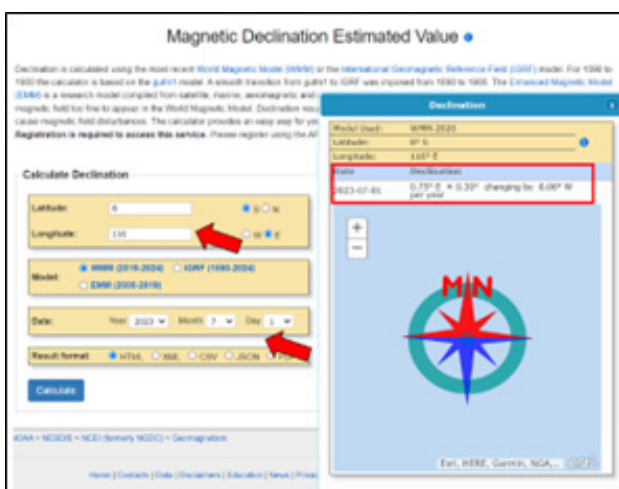 Magnetic Declination Estimated Value
Declination is calculated using the most recent World Magnetic Model (WMM) or the International Geomagnetic Reference Field (IGRF) model. For 1590 to
1900 the calculator is based on the gufm1 model. A smooth transition from gufm1 to IGRF was imposed from 1890 to 1900. The Enhanced Magnetic Model
(EMM) is a research model compiled from satellite, marine, aeromagnetic and
magnetic field too fine to appear in the World Magnetic Model. Declination
cause magnetic field disturbances. The calculator provides an easy way for
Registration is required to access this service. Please register using the
Calculate Declination
Latitude: 6 S N
Longitude: W E
Model: WMM (2019-2024) IGRF (1590-2024)
EMM (2000-2019)
Date: Year 2023 Month 7 Day 1
Result format: HTML XML CSV JSON
Calculate
NOAA > NESDIS > NCEI (formerly NGDC) > Geomagnetism
Home | Contacts | Data | Disclaimers | Education | News |
Declination
x
Model Used: WMM-2020
Latitude: S
Longitude: E
Date Declination
2023-07-01 changing by 0.06° W
per year
+
−
MN
Esri, HERE, Garmin, NGA,...